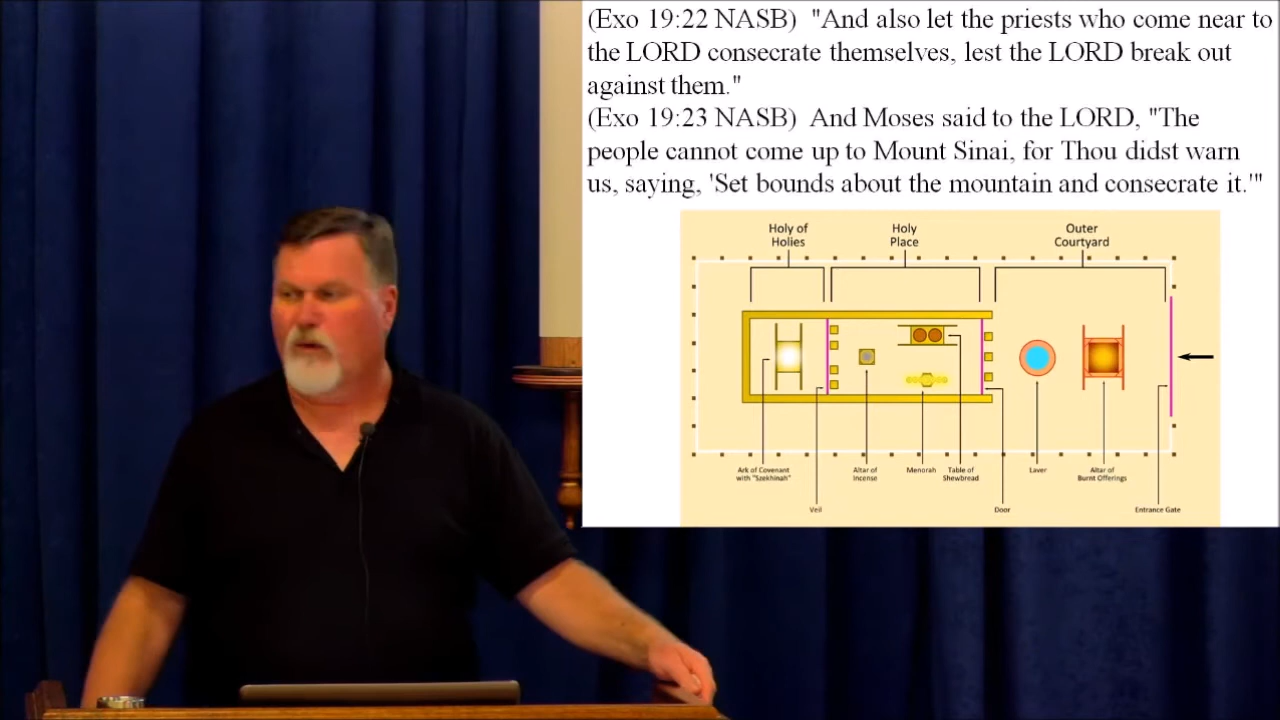 (Exo 19:22 NASB)  "And also let the priests who come near to
the LORD consecrate themselves, lest the LORD break out
against them."
(Exo 19:23 NASB)  And Moses said to the LORD, "The
people cannot come up to Mount Sinai, for Thou didst warn
us, saying, 'Set bounds about the mountain and consecrate it.'"
Holy of
Holies
Holy
Place
Outer
Courtyard
Ark of Covenant
with "Szekhinah"
Altar of
Incense
Menorah
Table of
Shewbread
Laver
Altar of
Burnt Offerings
Veil
Door
Entrance Gate